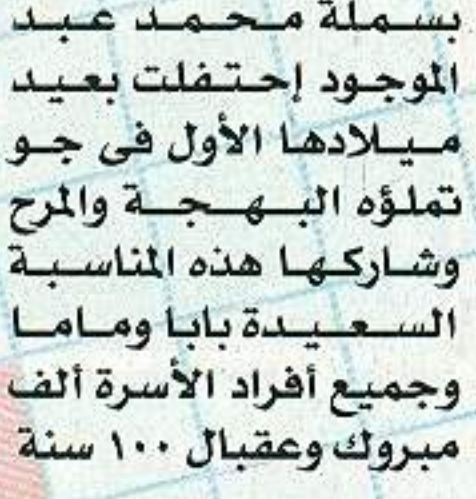 بسملة محمد عبد
الموجود إحتفلت بعيد
ميلادها الأول فى جو
تملؤه البهجة والمرح
وشاركها هذه المناسبة
السعيدة بابا وماما
وجميع أفراد الأسرة ألف
مبروك وعقبال ١٠٠ سنة